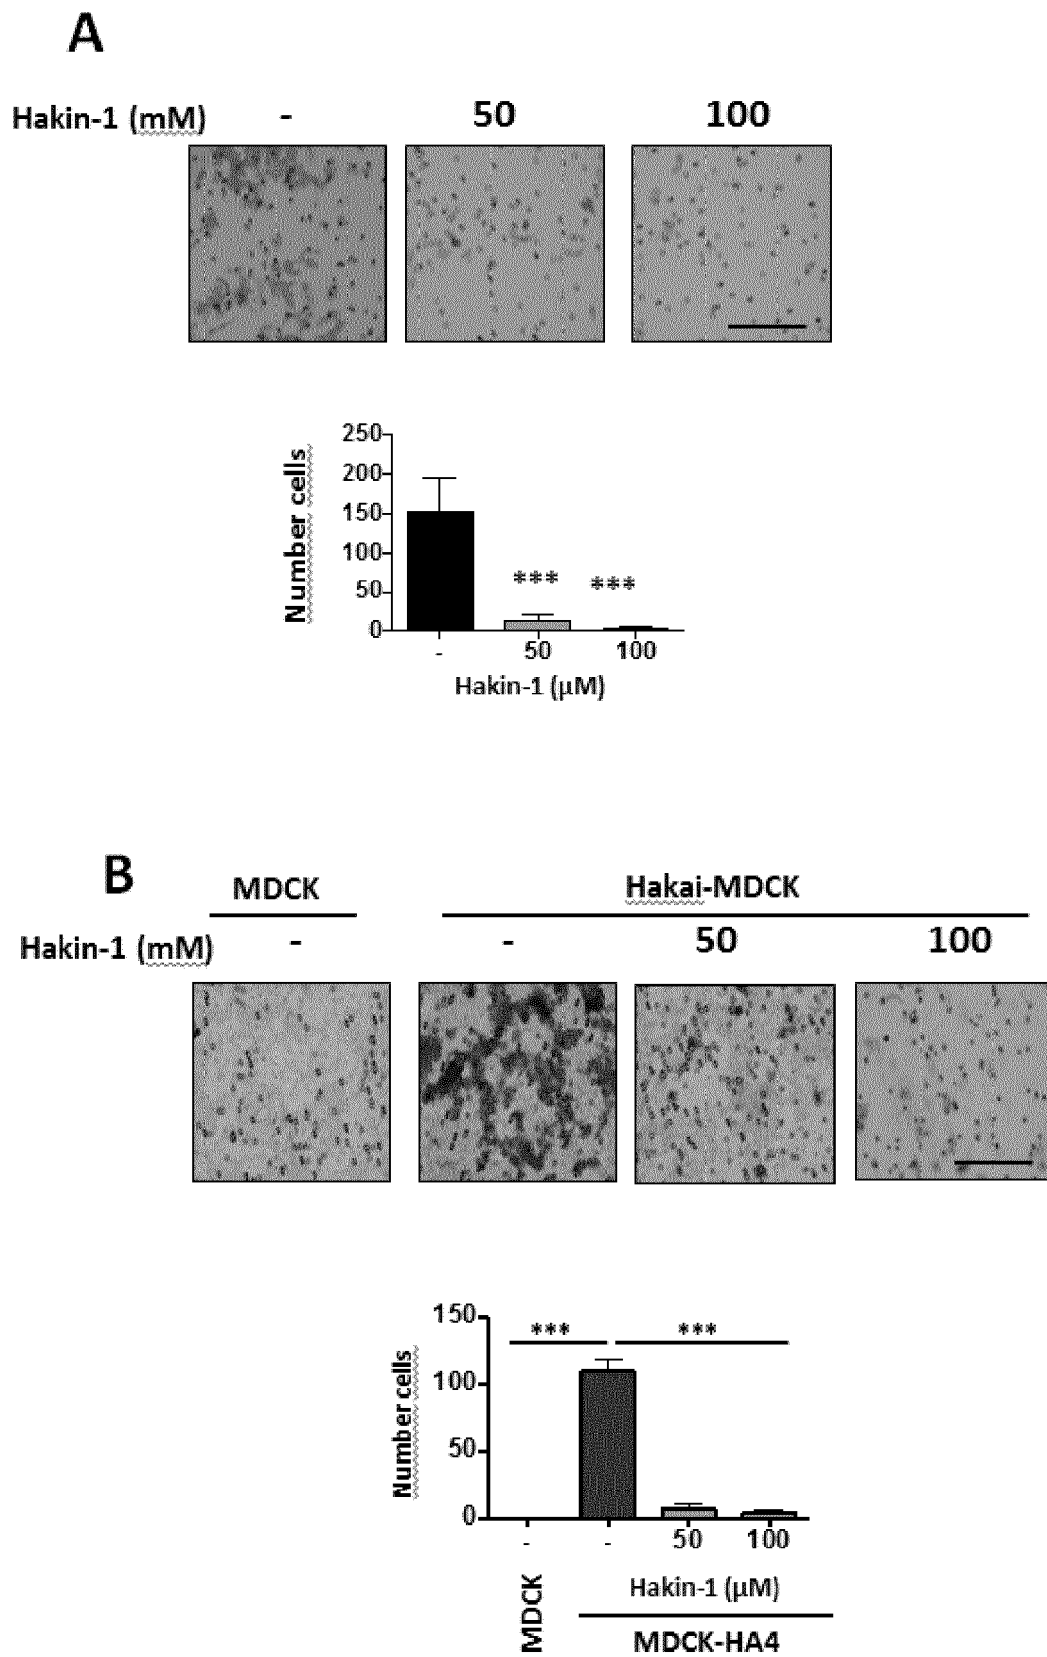 A
Hakin-1 (mM) - 50 100
250
200
150
100
50
0
Number cells
*** ***
- 50 100
Hakin-1 (µM)
B
MDCK Hakai-MDCK
Hakin-1 (mM) - - 50 100
150
100
50
0
Number cells
*** ***
- - 50 100
MDCK
Hakin-1 (µM)
MDCK-HA4